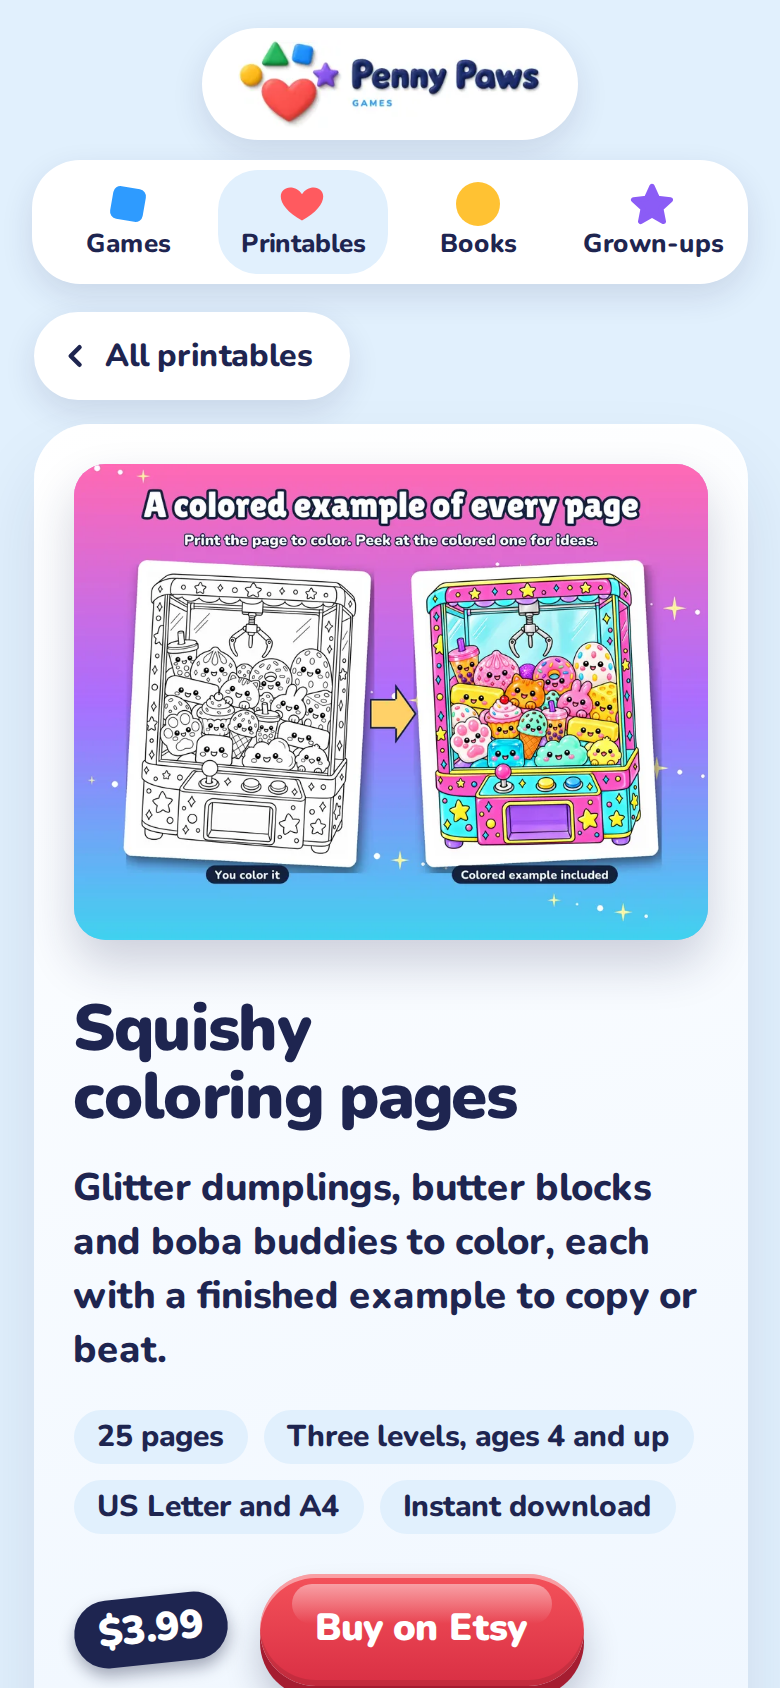 Penny Paws
GAMES
Games
Printables
Books
Grown-ups
All printables
A colored example of every page
Print the page to color. Peek at the colored one for ideas.
You color it
Colored example included
Squishy
coloring pages
Glitter dumplings, butter blocks
and boba buddies to color, each
with a finished example to copy or
beat.
25 pages
Three levels, ages 4 and up
US Letter and A4
Instant download
$3.99
Buy on Etsy